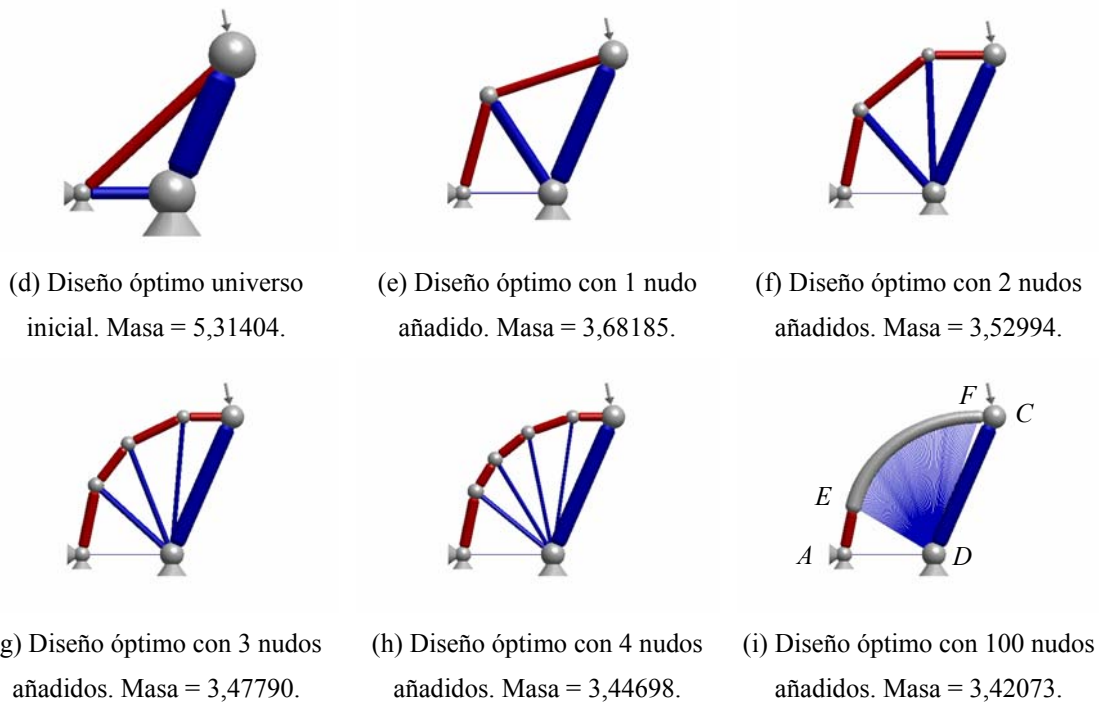 (d) Diseño óptimo universo
inicial. Masa = 5,31404.
(e) Diseño óptimo con 1 nudo
añadido. Masa = 3,68185.
(f) Diseño óptimo con 2 nudos
añadidos. Masa = 3,52994.
F
C
E
A
D
g) Diseño óptimo con 3 nudos
añadidos. Masa = 3,47790.
(h) Diseño óptimo con 4 nudos
añadidos. Masa = 3,44698.
(i) Diseño óptimo con 100 nudos
añadidos. Masa = 3,42073.